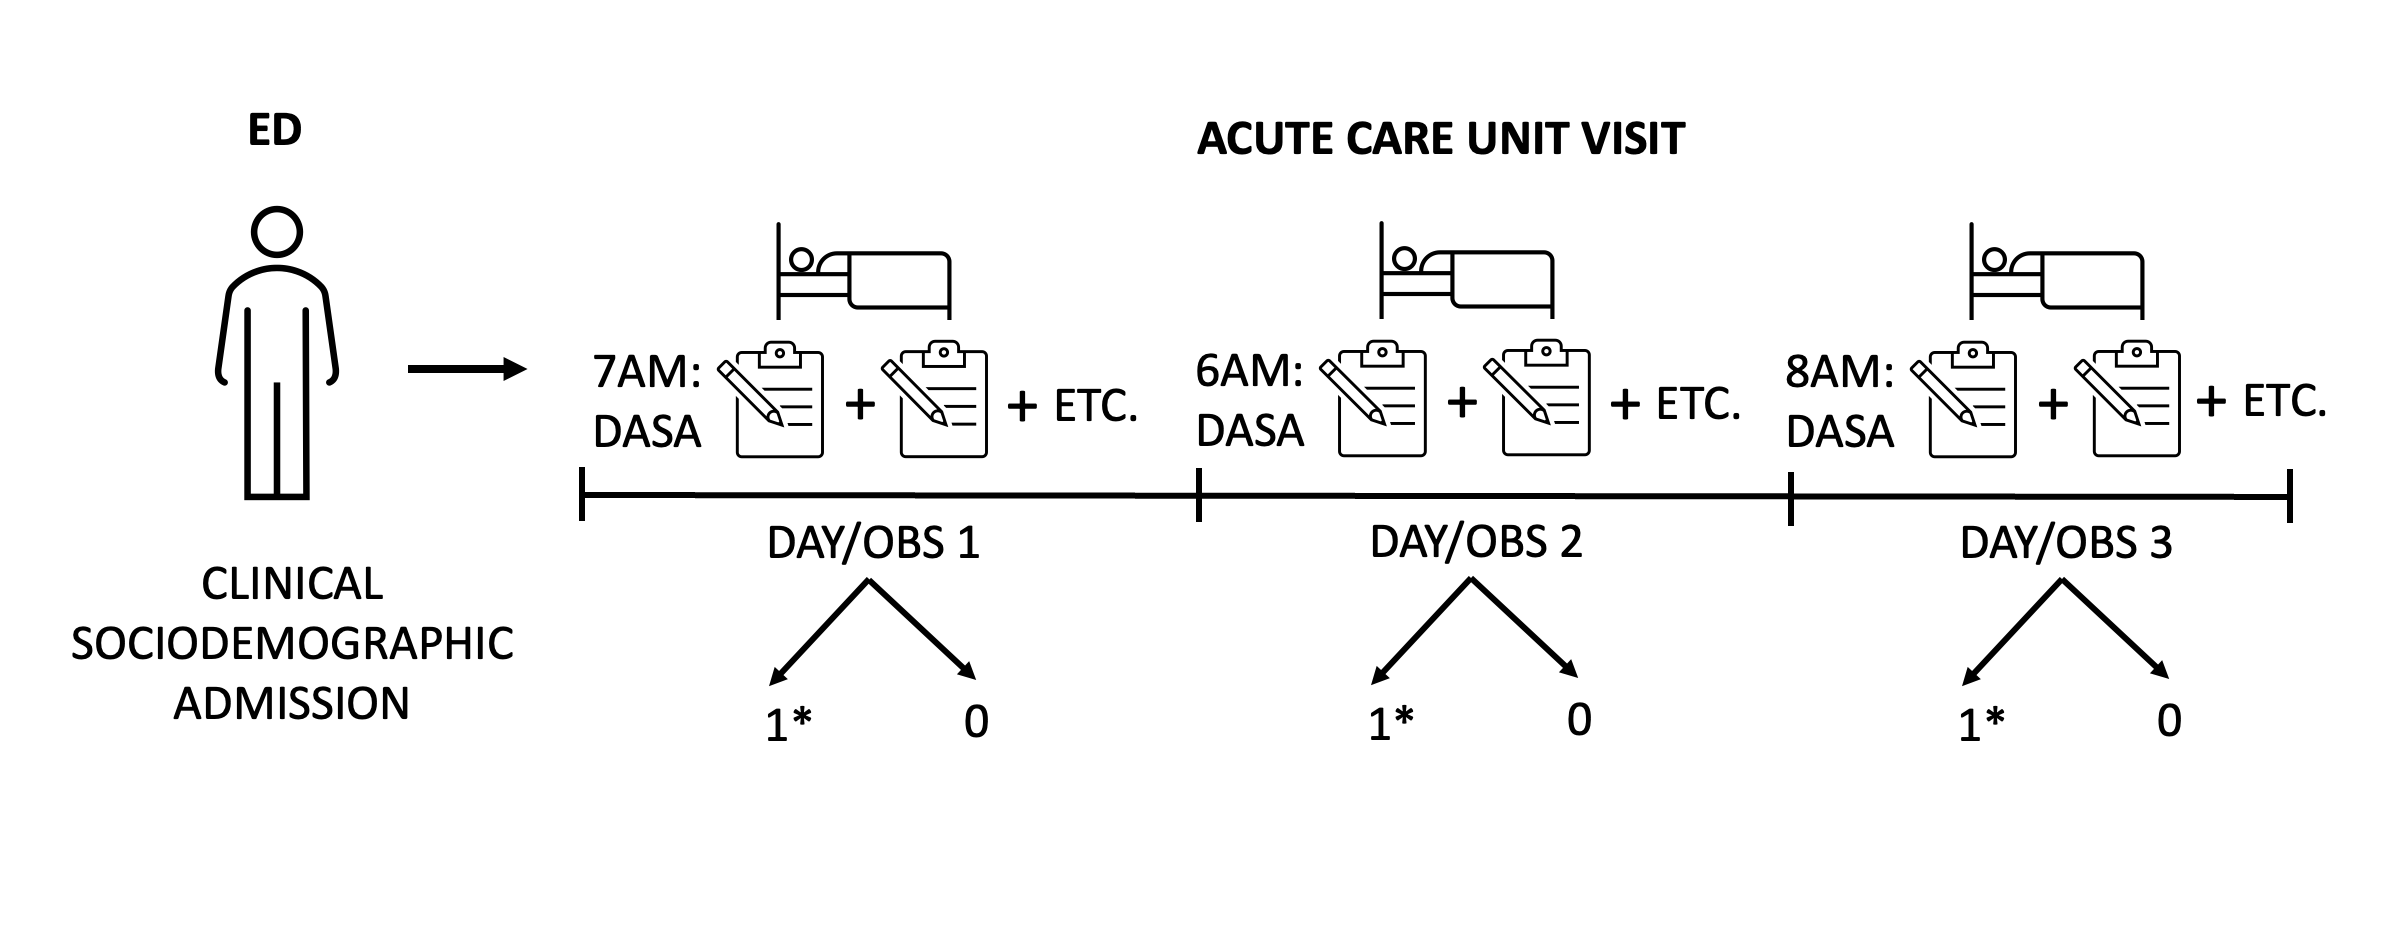 ED
ACUTE CARE UNIT VISIT
7AM:
DASA
+
+ ETC.
6AM:
DASA
+
+ ETC.
8AM:
DASA
+
+ ETC.
DAY/OBS 1
DAY/OBS 2
DAY/OBS 3
CLINICAL
SOCIODEMOGRAPHIC
ADMISSION
1*
0
1*
0
1*
0